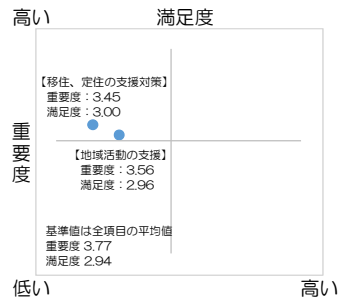 高い
満足度
【移住、定住の支援対策】
重要度：3.45
満足度：3.00
重要度
【地域活動の支援】
重要度：3.56
満足度：2.96
基準値は全項目の平均値
重要度 3.77
満足度 2.94
低い
高い